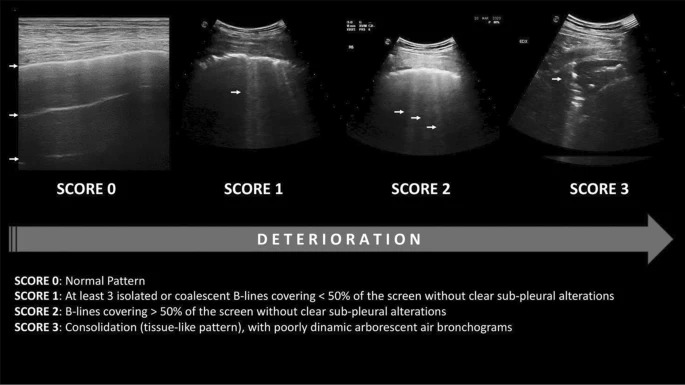 02 MAR 2020
SCORE 0
SCORE 1
SCORE 2
SCORE 3
DETERIORATION
SCORE 0: Normal Pattern
SCORE 1: At least 3 isolated or coalescent B-lines covering < 50% of the screen without clear sub-pleural alterations
SCORE 2: B-lines covering > 50% of the screen without clear sub-pleural alterations
SCORE 3: Consolidation (tissue-like pattern), with poorly dinamic arborescent air bronchograms